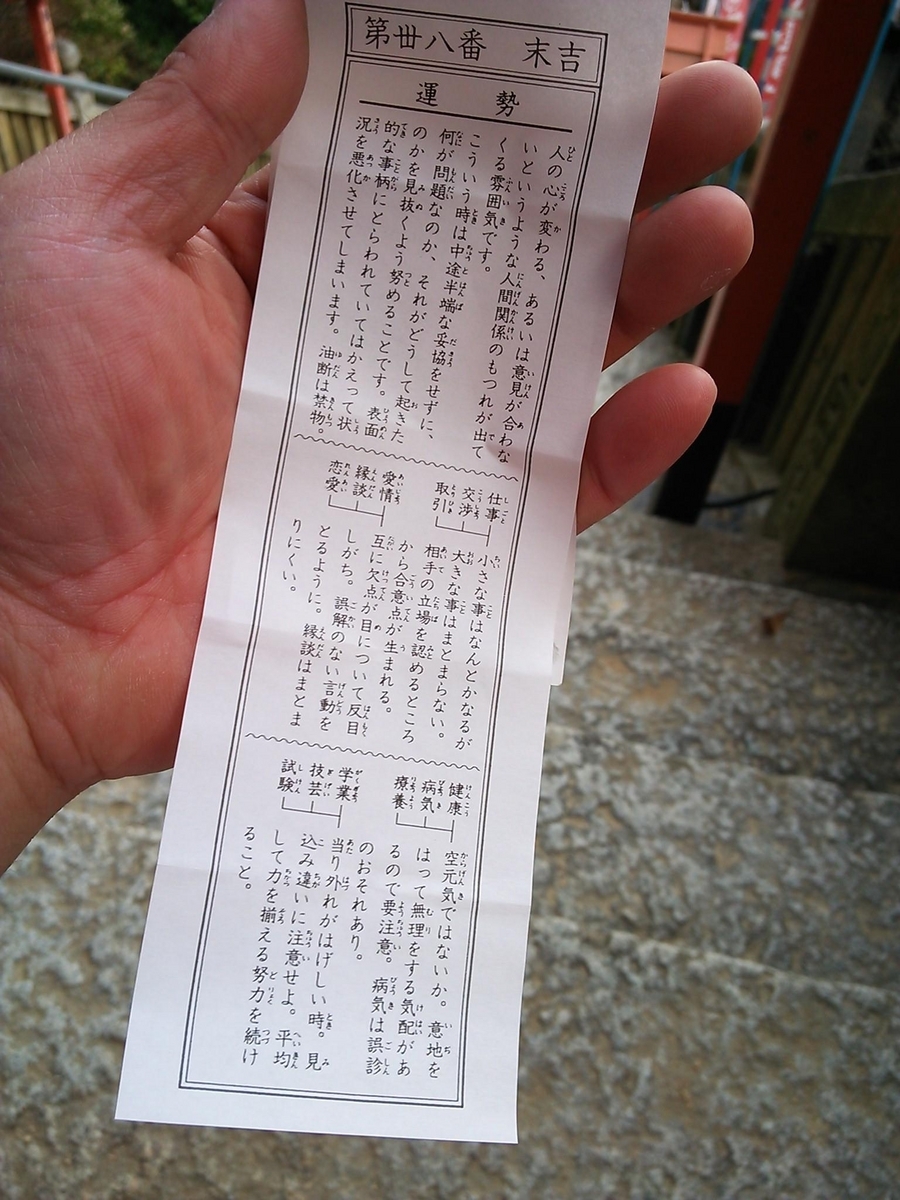 第丗八番　末吉
運勢
人の心が変わる、あるいは意見が合わな
いというような人間関係のもつれが出て
くる雰囲気です。
こういう時は中途半端な妥協をせずに、
何が問題なのか、それがどうして起きた
のかを見抜くよう努めることです。表面
的な事柄にとらわれていてはかえって状
況を悪化させてしまいます。油断は禁物。
仕事
交渉
取引
小さな事はなんとかなるが
大きな事はまとまらない。
相手の立場を認めるところ
から合意点が生まれる。
愛情
縁談
恋愛
互に欠点が目について反目
しがち。誤解のない言動を
とるように。縁談はまとま
りにくい。
健康
病気
療養
空元気ではないか。意地を
はって無理をする気配があ
るので要注意。病気は誤診
のおそれあり。
学業
技芸
試験
当り外れがはげしい時。見
込み違いに注意せよ。平均
して力を揃える努力を続け
ること。